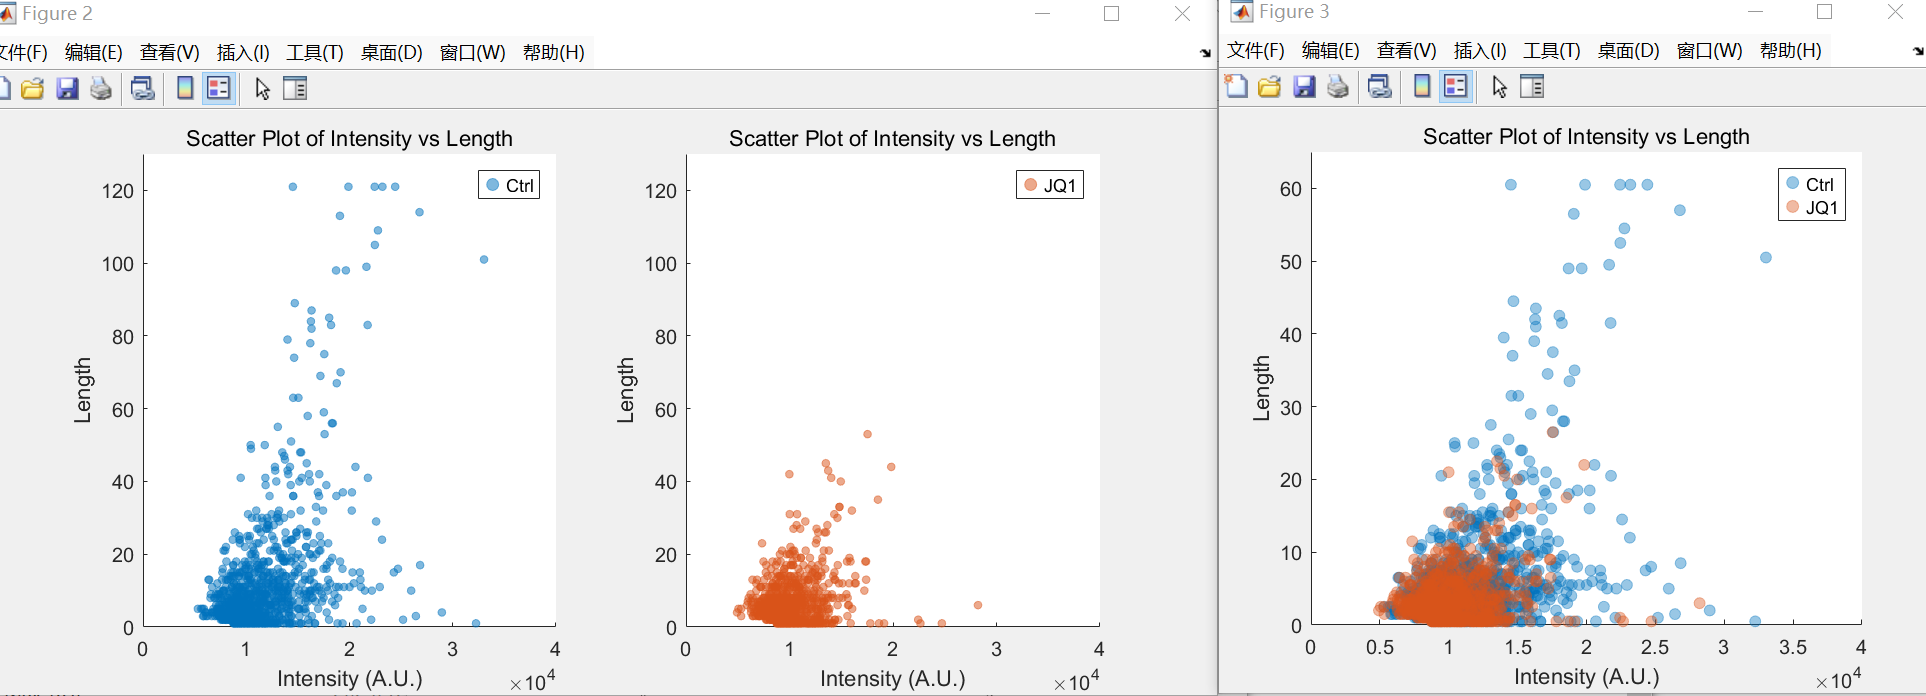 Figure 2
文件(F) 编辑(E) 查看(V) 插入(I) 工具(T) 桌面(D) 窗口(W) 帮助(H)
Scatter Plot of Intensity vs Length
Ctrl
120
100
80
60
40
20
0
Length
0 1 2 3 4
×10^4
Intensity (A.U.)
Scatter Plot of Intensity vs Length
JQ1
120
100
80
60
40
20
0
Length
0 1 2 3 4
×10^4
Intensity (A.U.)
Figure 3
文件(F) 编辑(E) 查看(V) 插入(I) 工具(T) 桌面(D) 窗口(W) 帮助(H)
Scatter Plot of Intensity vs Length
Ctrl
JQ1
60
50
40
30
20
10
0
Length
0 0.5 1 1.5 2 2.5 3 3.5 4
×10^4
Intensity (A.U.)